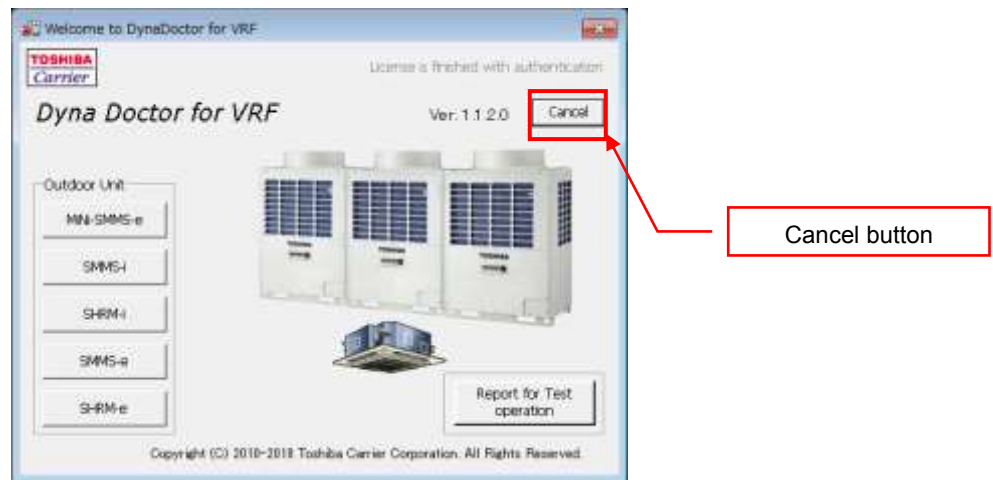 Welcome to DynaDoctor for VRF
TOSHIBA
Carrier
License is finished with authentication
Dyna Doctor for VRF
Ver. 1.1.2.0
Cancel
Outdoor Unit
MiNi-SMMS-e
SMMS-i
SHRM-i
SMMS-e
SHRM-e
Cancel button
Report for Test
operation
Copyright (C) 2010-2018 Toshiba Carrier Corporation. All Rights Reserved.